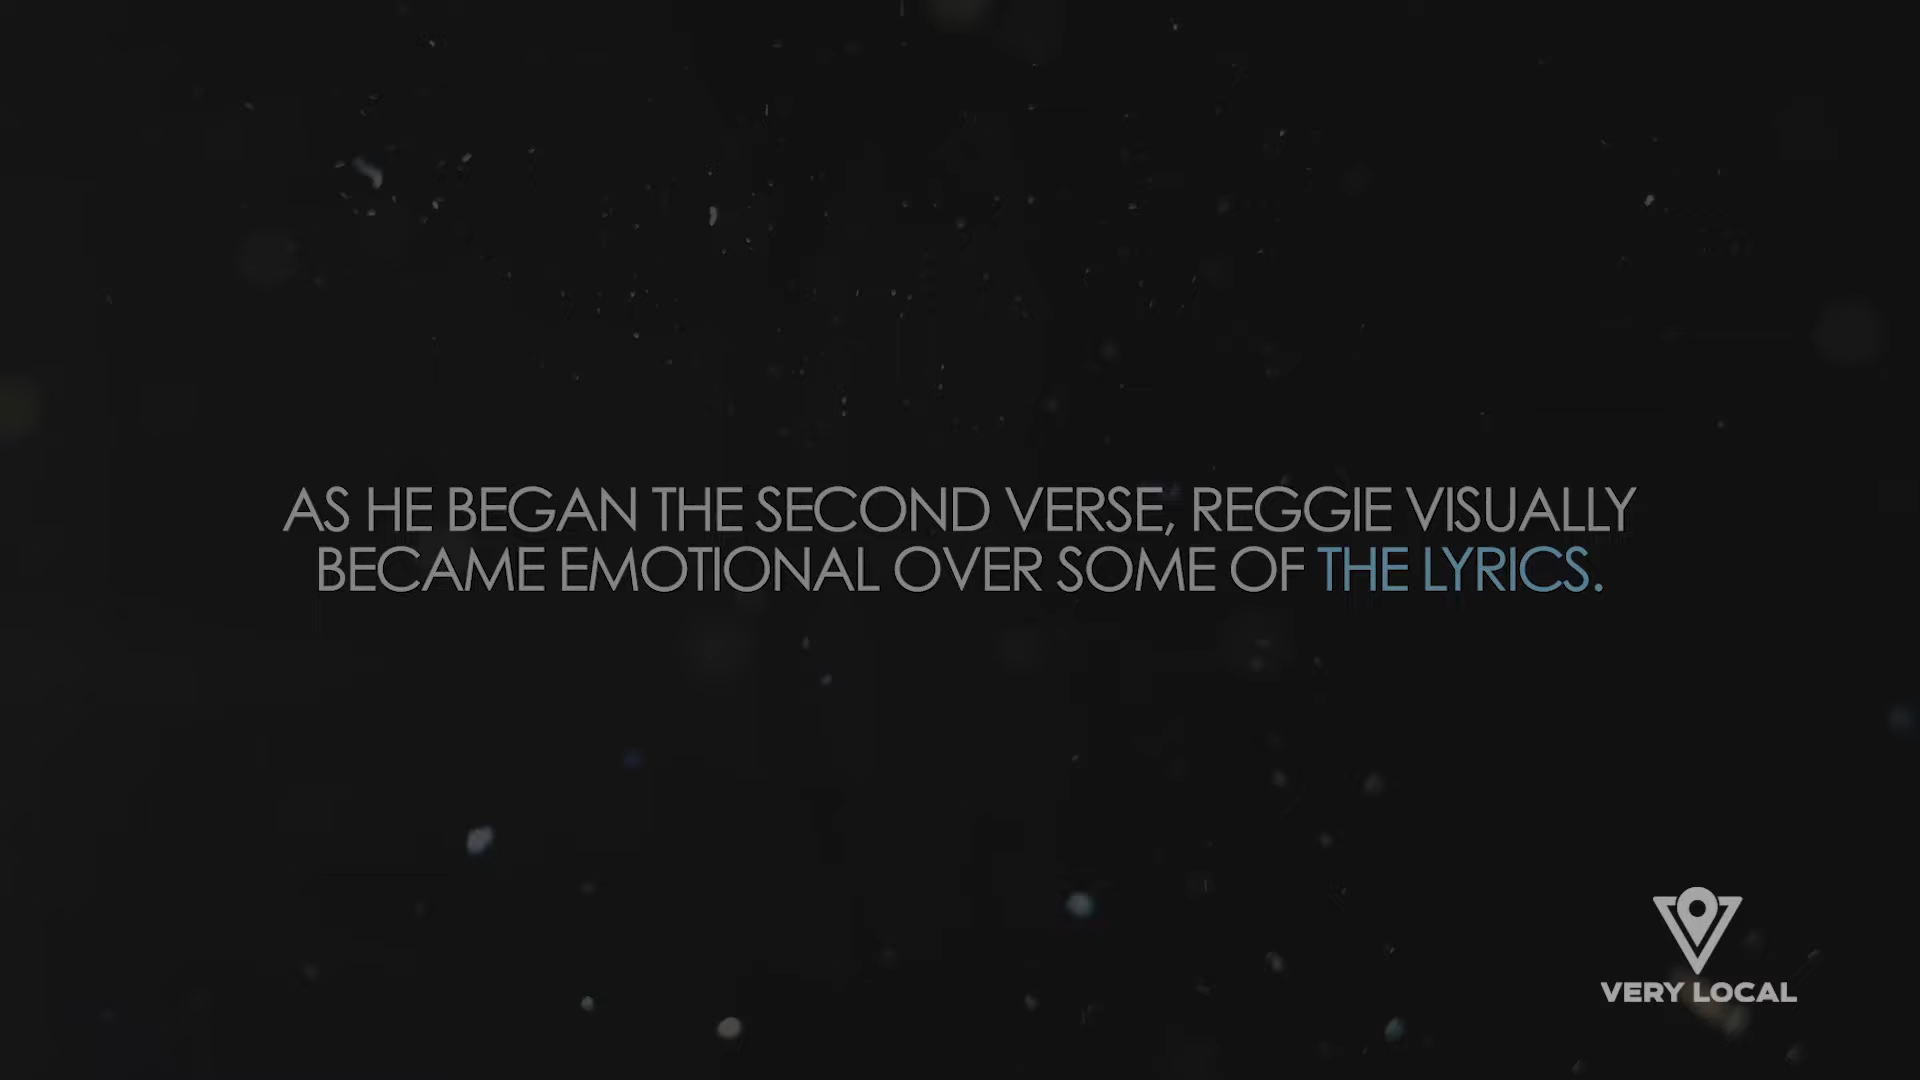 AS HE BEGAN THE SECOND VERSE, REGGIE VISUALLY
BECAME EMOTIONAL OVER SOME OF THE LYRICS.
VERY LOCAL